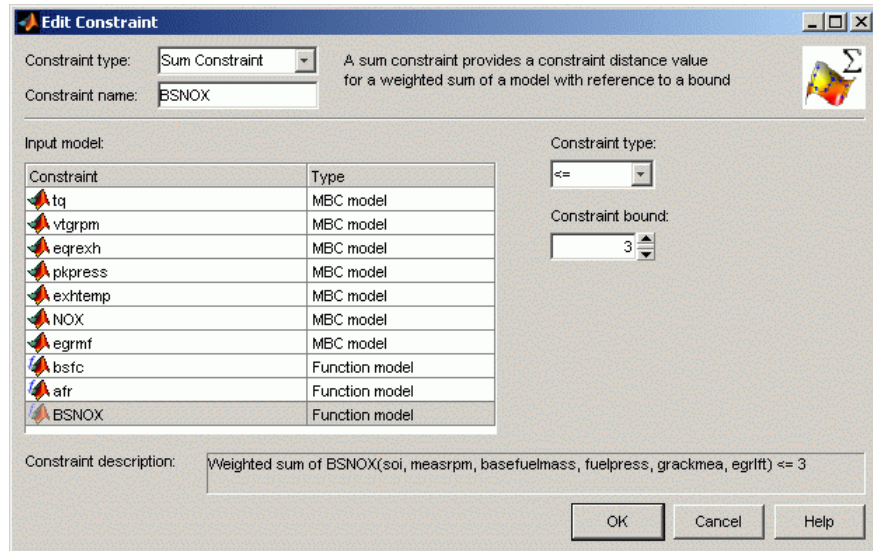 Edit Constraint
Constraint type: Sum Constraint
A sum constraint provides a constraint distance value
for a weighted sum of a model with reference to a bound
Σ
Constraint name: BSNOX
Input model:
Constraint Type
tq MBC model
vtgrpm MBC model
eqrexh MBC model
pkpress MBC model
exhtemp MBC model
NOX MBC model
egrmf MBC model
bsfc Function model
afr Function model
BSNOX Function model
Constraint type:
<=
Constraint bound:
3
Constraint description: Weighted sum of BSNOX(soi, measrpm, basefuelmass, fuelpress, grackmea, egrlft) <= 3
OK Cancel Help